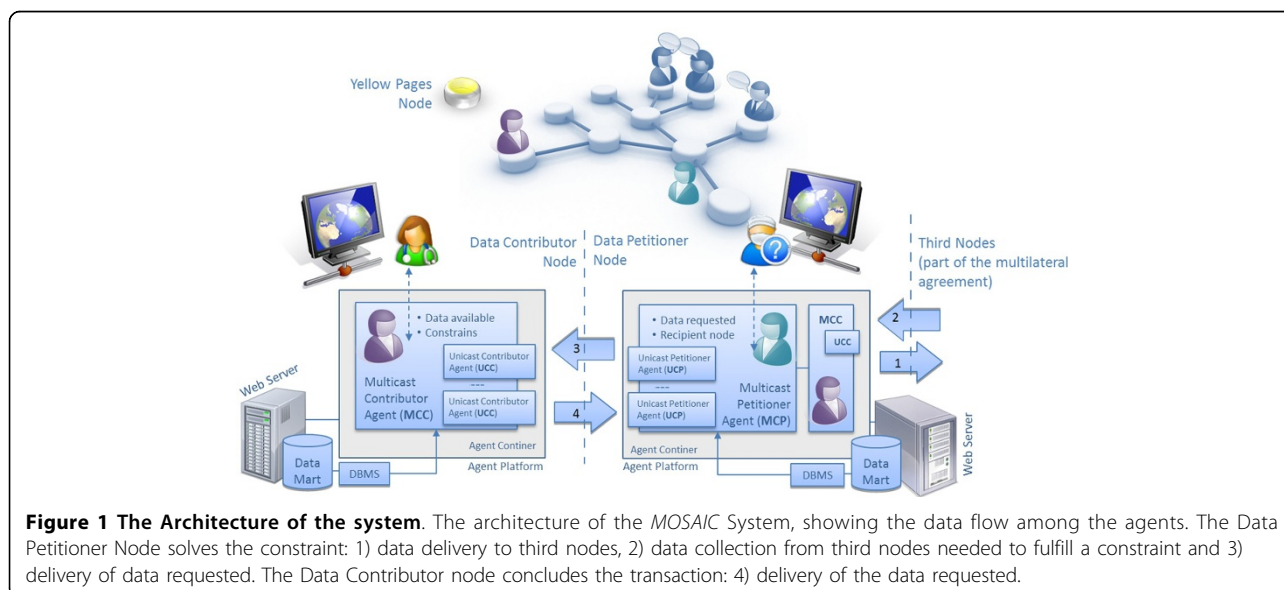 Yellow Pages
Node
Data Contributor
Node
Data Petitioner
Node
Third Nodes
(part of the multilateral
agreement)
• Data available
• Constrains
Unicast Contributor
Agent (UCC)
---
Unicast Contributor
Agent (UCC)
Multicast
Contributor
Agent (MCC)
Agent Continer
Agent Platform
Web Server
Data
Mart
DBMS
3
4
• Data requested
• Recipient node
Unicast Petitioner
Agent (UCP)
---
Unicast Petitioner
Agent (UCP)
Multicast
Petitioner
Agent (MCP)
MCC
UCC
Agent Continer
Agent Platform
2
1
DBMS
Data
Mart
Web Server
?
Figure 1 The Architecture of the system. The architecture of the MOSAIC System, showing the data flow among the agents. The Data
Petitioner Node solves the constraint: 1) data delivery to third nodes, 2) data collection from third nodes needed to fulfill a constraint and 3)
delivery of data requested. The Data Contributor node concludes the transaction: 4) delivery of the data requested.